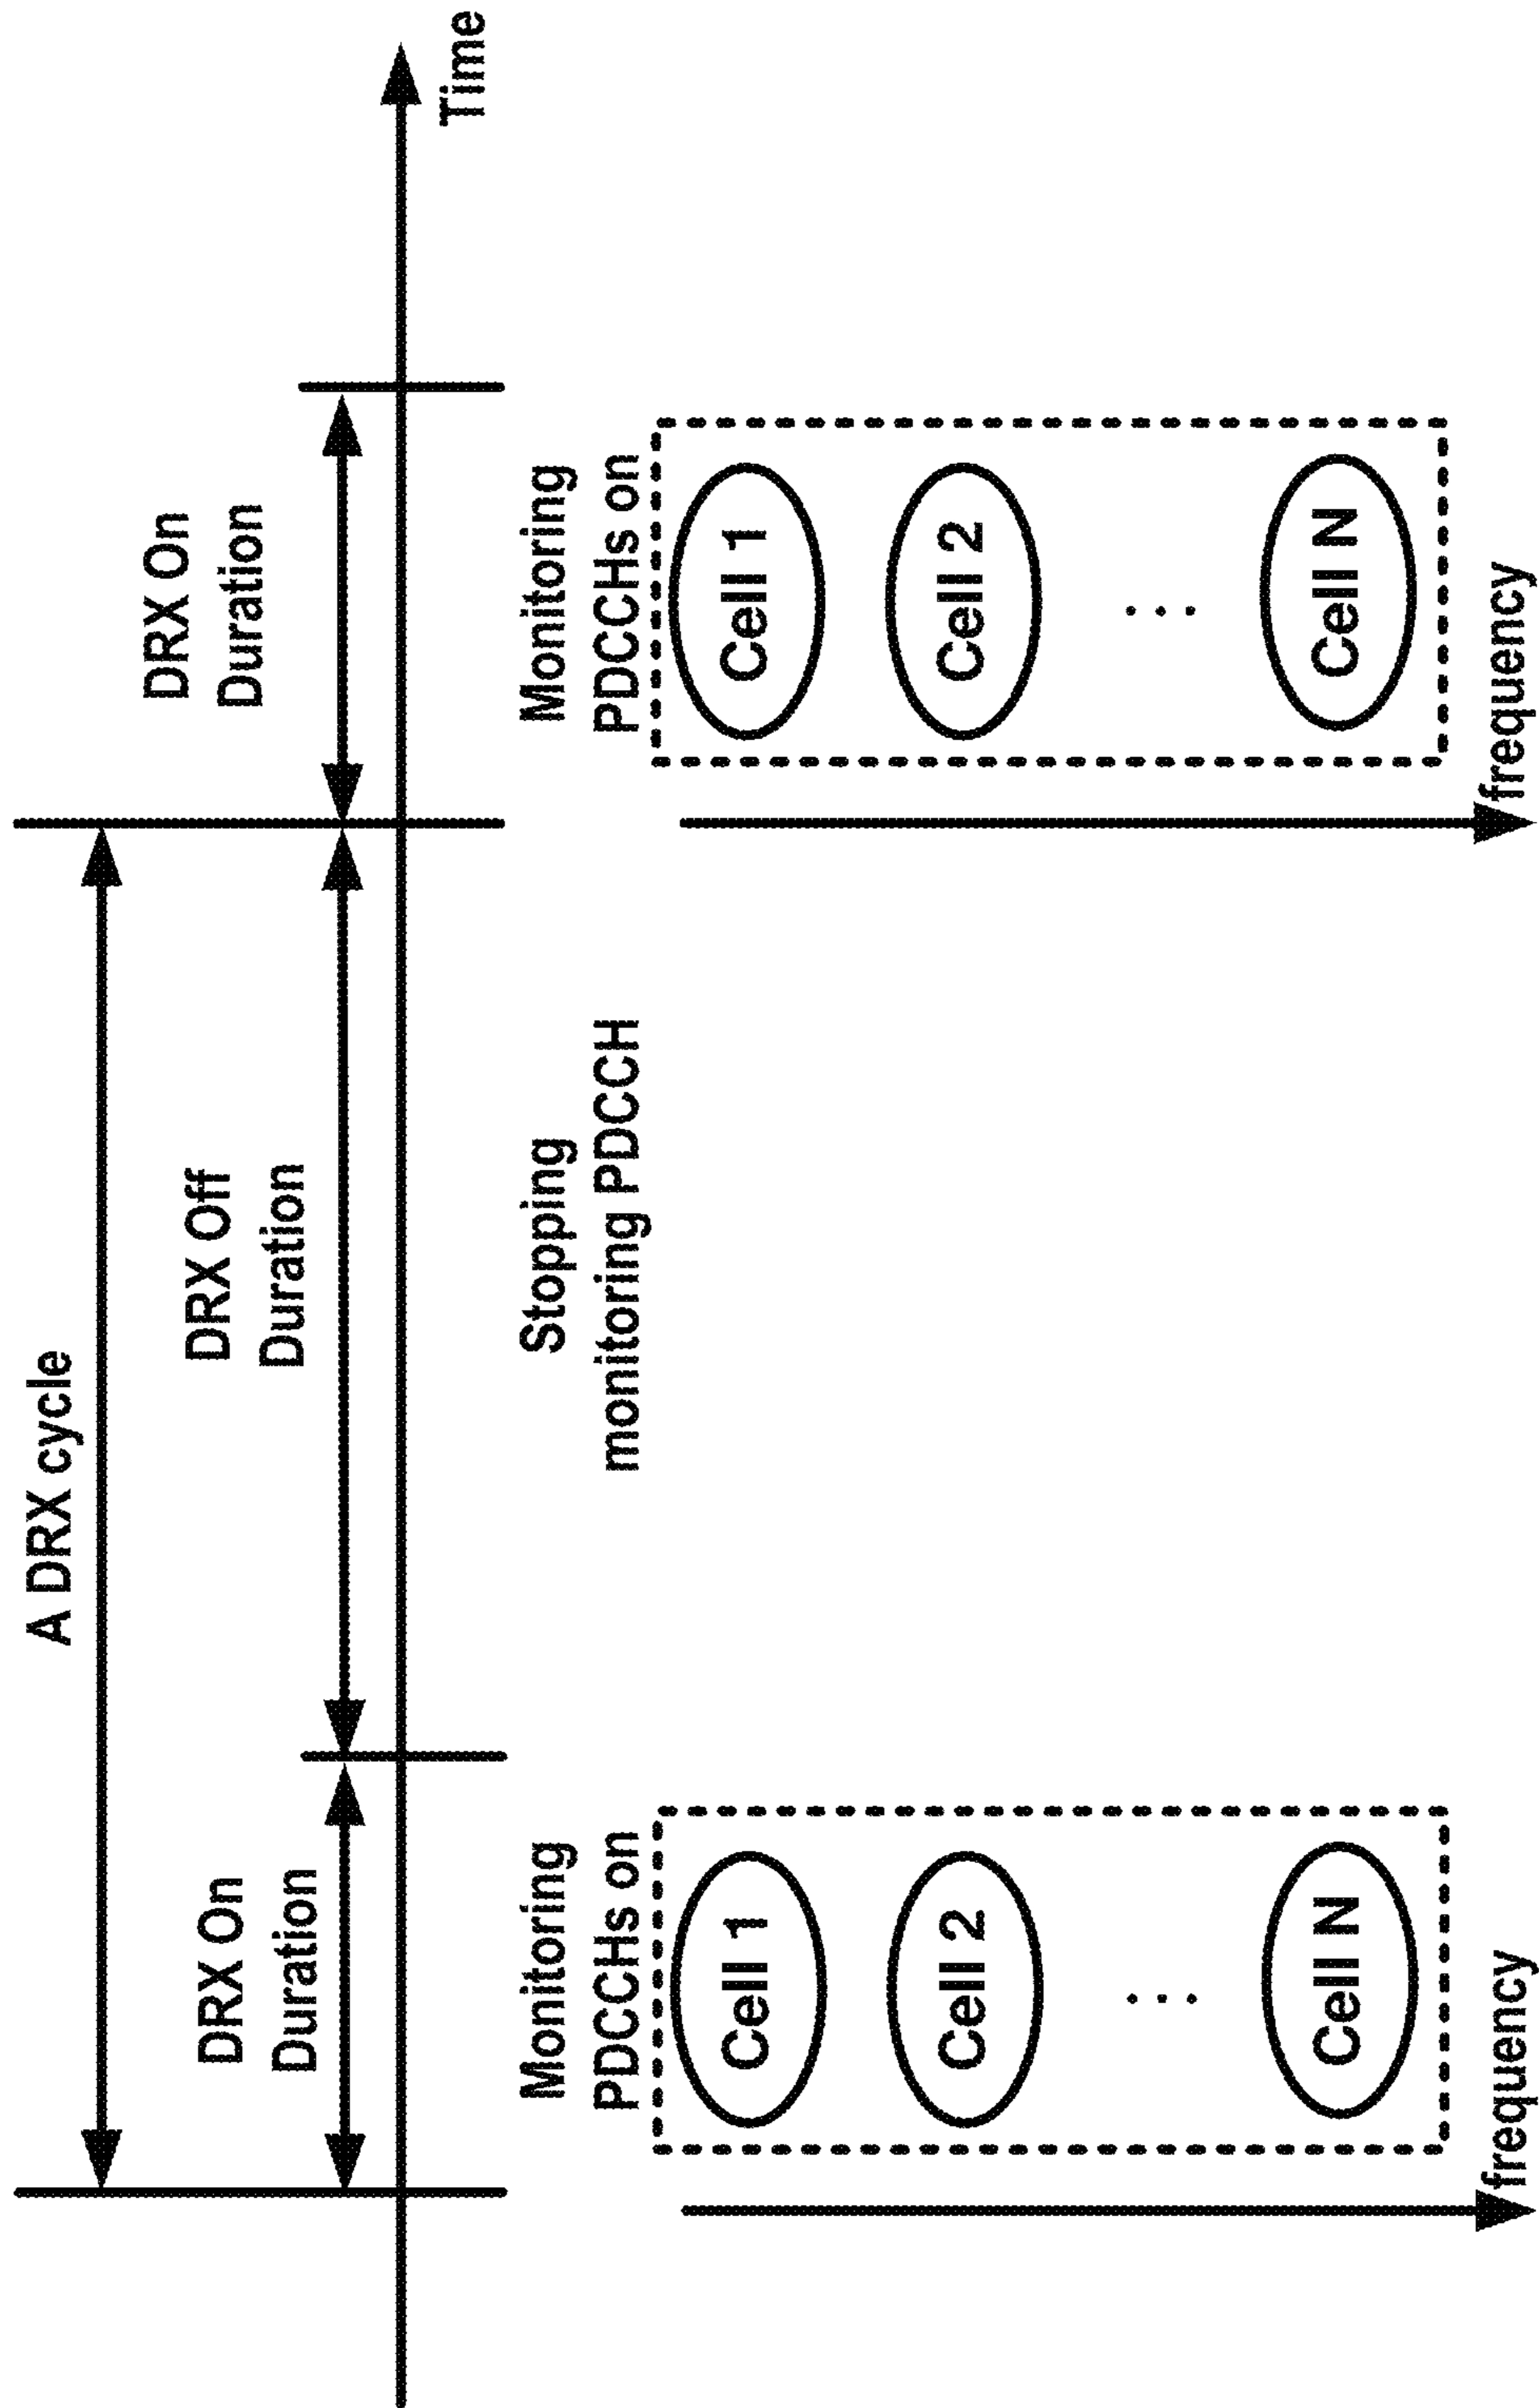 A DRX cycle
DRX On
Duration
DRX Off
Duration
DRX On
Duration
Time
Monitoring
PDCCHs on
Stopping
monitoring PDCCH
Monitoring
PDCCHs on
Cell 1
Cell 2
...
Cell N
frequency
Cell 1
Cell 2
...
Cell N
frequency